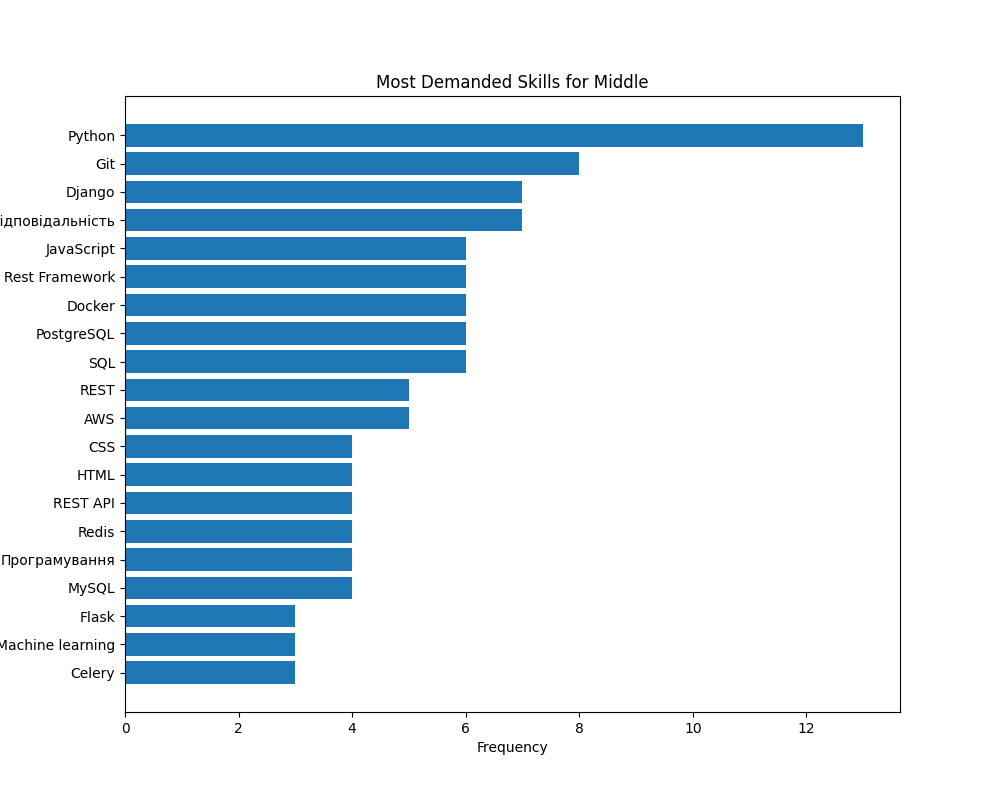 Most Demanded Skills for Middle
Python
Git
Django
ідповідальність
JavaScript
Rest Framework
Docker
PostgreSQL
SQL
REST
AWS
CSS
HTML
REST API
Redis
Програмування
MySQL
Flask
Machine learning
Celery
0 2 4 6 8 10 12
Frequency